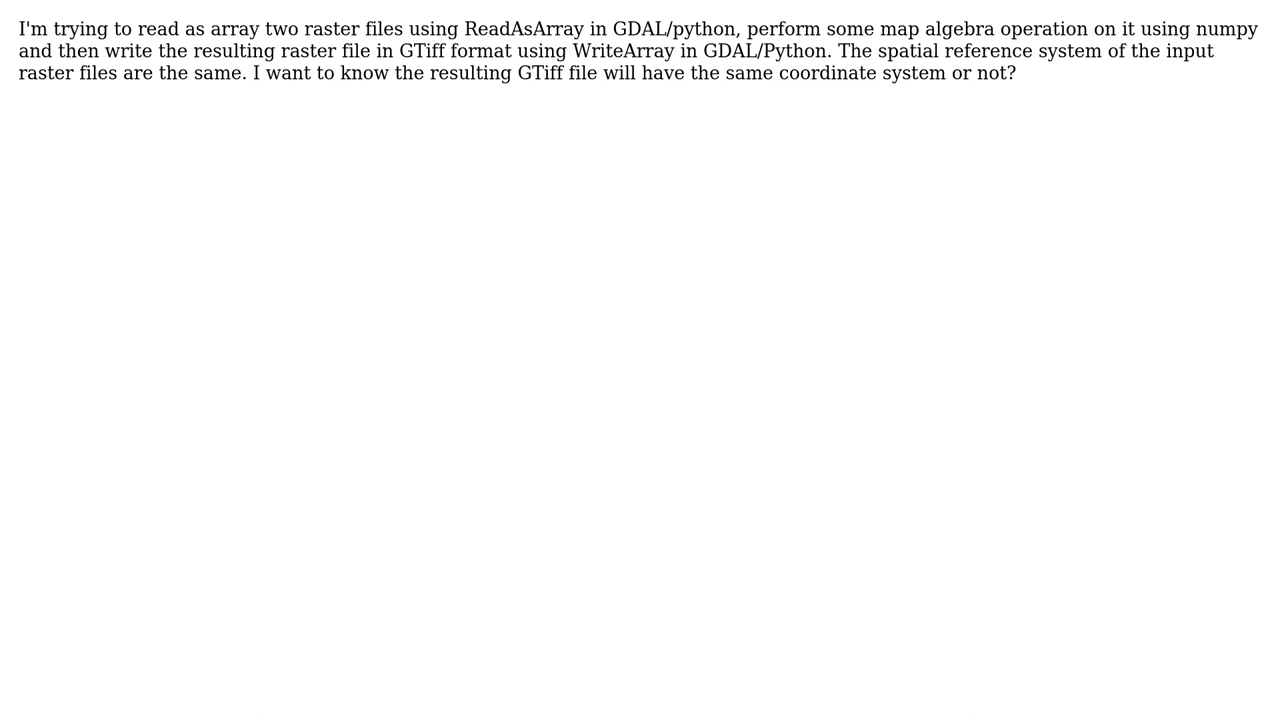 I'm trying to read as array two raster files using ReadAsArray in GDAL/python, perform some map algebra operation on it using numpy
and then write the resulting raster file in GTiff format using WriteArray in GDAL/Python. The spatial reference system of the input
raster files are the same. I want to know the resulting GTiff file will have the same coordinate system or not?